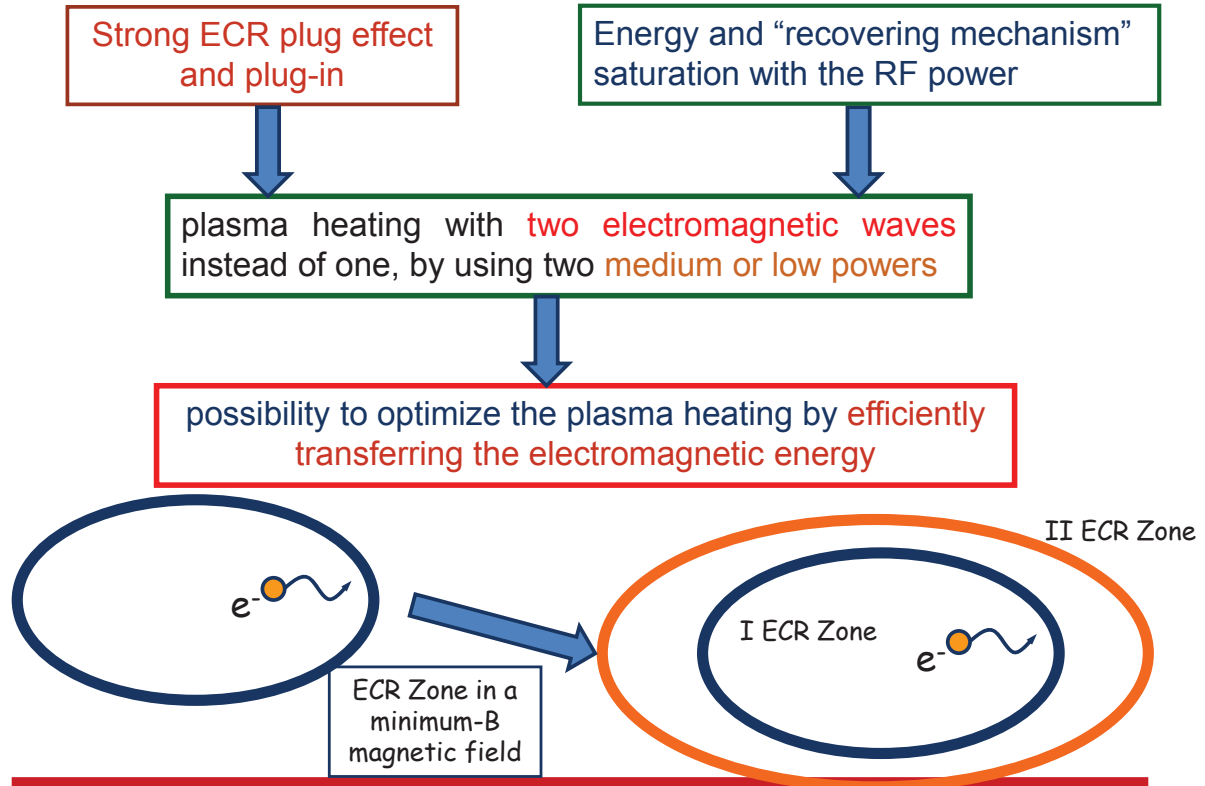 Strong ECR plug effect
and plug-in
Energy and “recovering mechanism”
saturation with the RF power
plasma heating with two electromagnetic waves
instead of one, by using two medium or low powers
possibility to optimize the plasma heating by efficiently
transferring the electromagnetic energy
e-
ECR Zone in a
minimum-B
magnetic field
II ECR Zone
I ECR Zone
e-